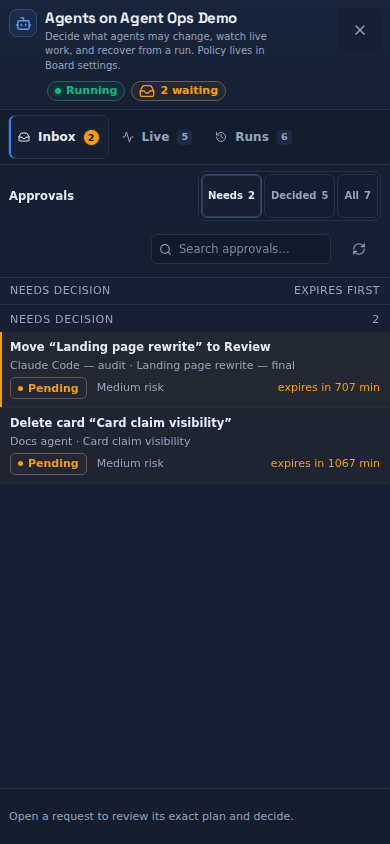 Agents on Agent Ops Demo
Decide what agents may change, watch live
work, and recover from a run. Policy lives in
Board settings.
Running 2 waiting
Inbox 2 Live 5 Runs 6
Approvals Needs 2 Decided 5 All 7
Search approvals...
NEEDS DECISION EXPIRES FIRST
NEEDS DECISION 2
Move “Landing page rewrite” to Review
Claude Code — audit · Landing page rewrite — final
Pending Medium risk expires in 707 min
Delete card “Card claim visibility”
Docs agent · Card claim visibility
Pending Medium risk expires in 1067 min
Open a request to review its exact plan and decide.